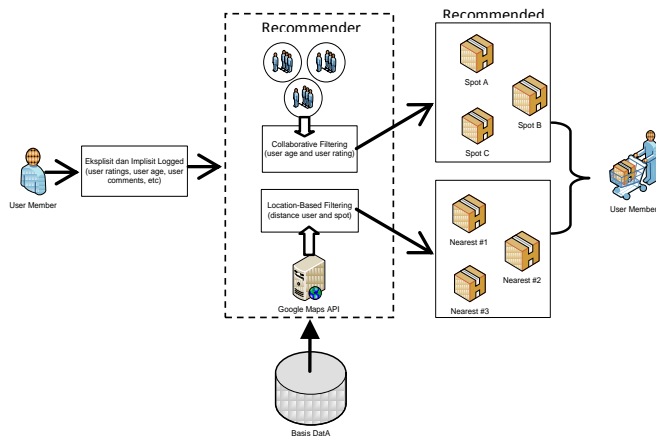 Recommender
Recommended
Spot A
Spot B
Spot C
Collaborative Filtering
(user age and user rating)
Eksplisit dan Implisit Logged
(user ratings, user age, user
comments, etc)
User Member
Location-Based Filtering
(distance user and spot)
User Member
Nearest #1
Nearest #2
Nearest #3
Google Maps API
Basis DatA